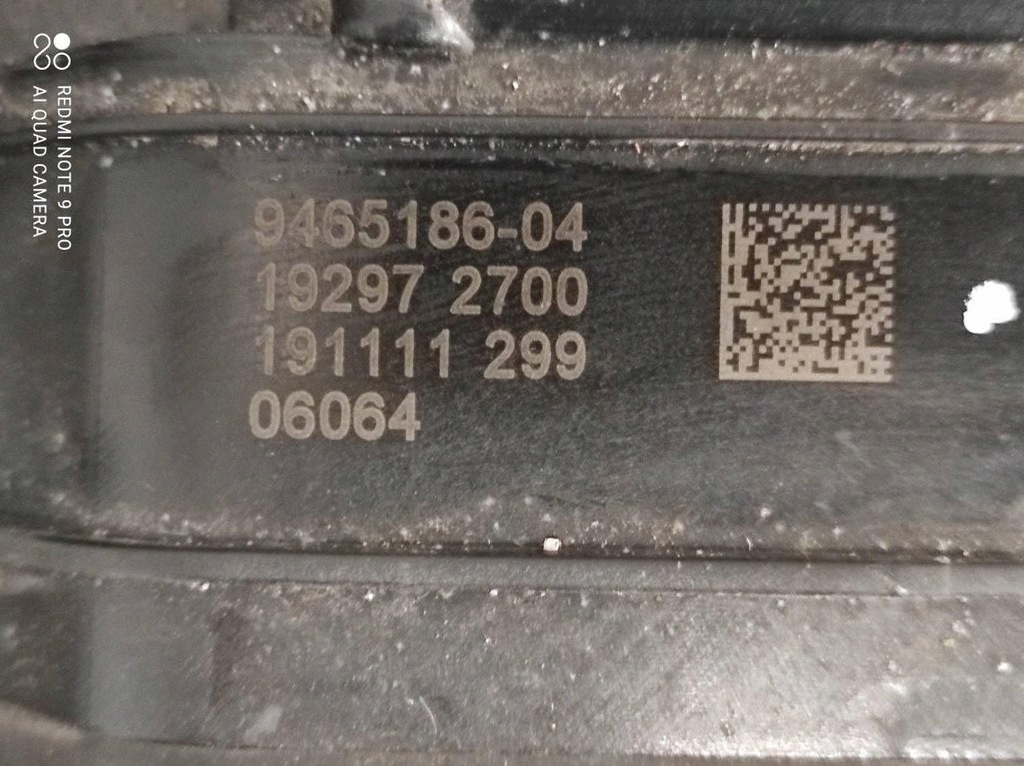 9465186-04
19297 2700
191111 299
06064
REDMI NOTE 9 PRO
AI QUAD CAMERA